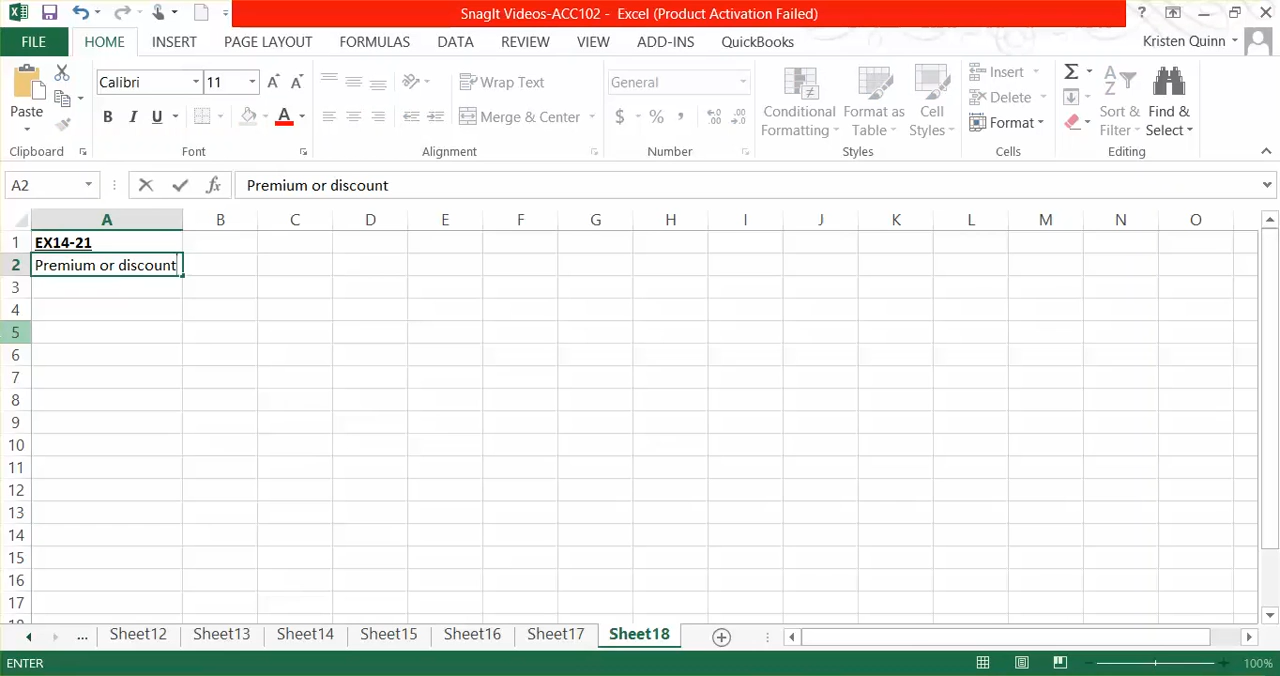 SnagIt Videos-ACC102 - Excel (Product Activation Failed)
?
FILE HOME INSERT PAGE LAYOUT FORMULAS DATA REVIEW VIEW ADD-INS QuickBooks Kristen Quinn
Paste
Calibri 11
B I U A
Wrap Text
Merge & Center
General
$ % ,
Conditional Formatting
Format as Table
Cell Styles
Insert
Delete
Format
Sort & Filter
Find & Select
Clipboard Font Alignment Number Styles Cells Editing
A2 fx Premium or discount
A B C D E F G H I J K L M N O
1 EX14-21
2 Premium or discount
3
4
5
6
7
8
9
10
11
12
13
14
15
16
17
... Sheet12 Sheet13 Sheet14 Sheet15 Sheet16 Sheet17 Sheet18
ENTER 100%